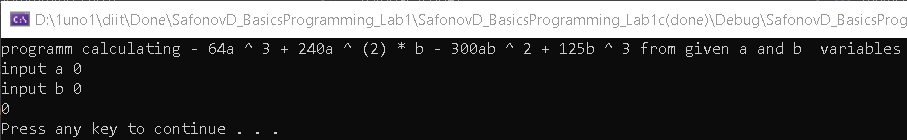 D:\1uno1\diit\Done\SafonovD_BasicsProgramming_Lab1\SafonovD_BasicsProgramming_Lab1c(done)\Debug\SafonovD_BasicsProg
programm calculating - 64a ^ 3 + 240a ^ (2) * b - 300ab ^ 2 + 125b ^ 3 from given a and b  variables
input a 0
input b 0
0
Press any key to continue . . .